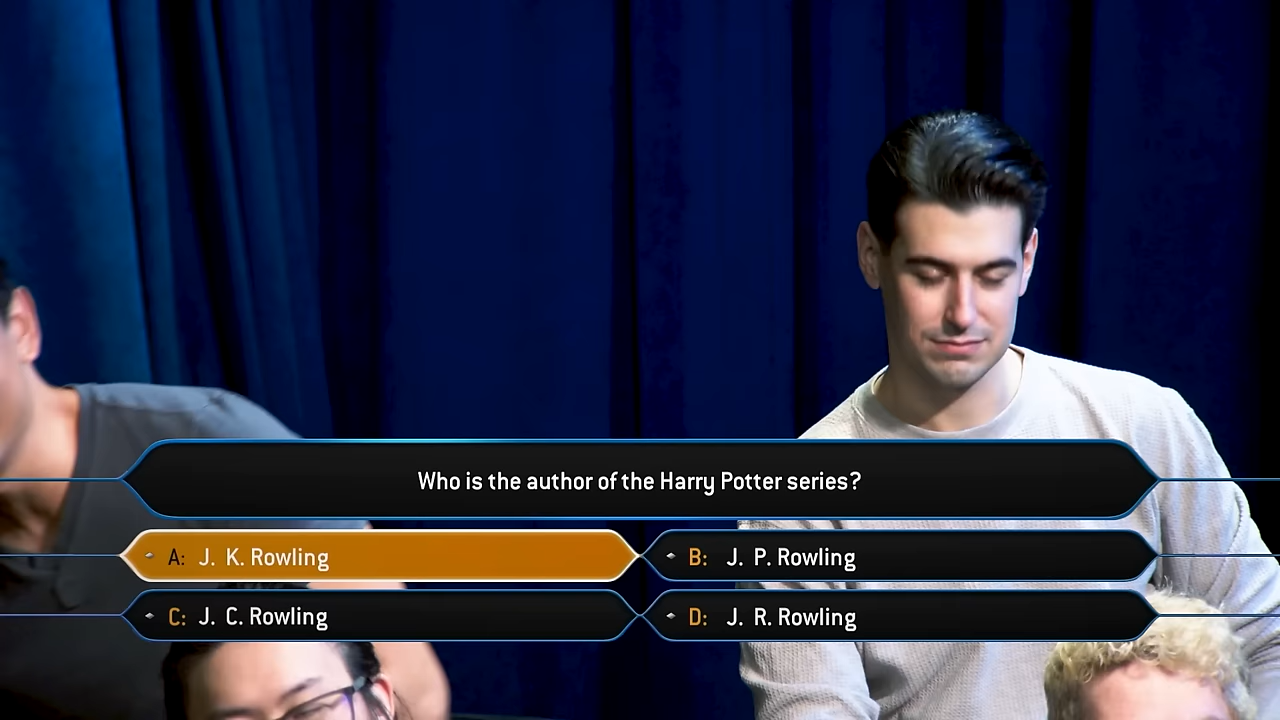 Who is the author of the Harry Potter series?
A: J. K. Rowling
B: J. P. Rowling
C: J. C. Rowling
D: J. R. Rowling